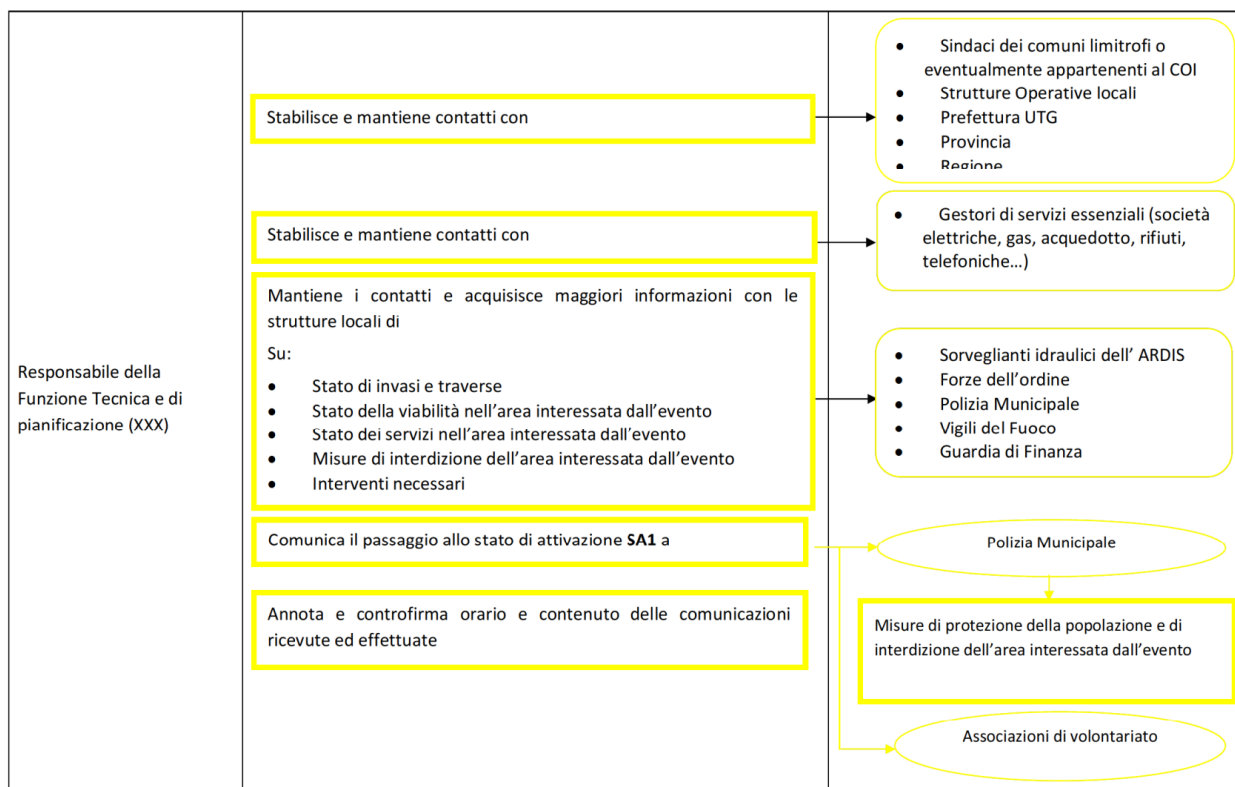 Responsabile della
Funzione Tecnica e di
pianificazione (XXX)
Stabilisce e mantiene contatti con
• Sindaci dei comuni limitrofi o
eventualmente appartenenti al COI
• Strutture Operative locali
• Prefettura UTG
• Provincia
• Regione
Stabilisce e mantiene contatti con
• Gestori di servizi essenziali (società
elettriche, gas, acquedotto, rifiuti,
telefoniche…)
Mantiene i contatti e acquisisce maggiori informazioni con le
strutture locali di
Su:
• Stato di invasi e traverse
• Stato della viabilità nell'area interessata dall'evento
• Stato dei servizi nell'area interessata dall'evento
• Misure di interdizione dell'area interessata dall'evento
• Interventi necessari
• Sorveglianti idraulici dell' ARDIS
• Forze dell'ordine
• Polizia Municipale
• Vigili del Fuoco
• Guardia di Finanza
Comunica il passaggio allo stato di attivazione SA1 a
Polizia Municipale
Misure di protezione della popolazione e di
interdizione dell'area interessata dall'evento
Associazioni di volontariato
Annota e controfirma orario e contenuto delle comunicazioni
ricevute ed effettuate